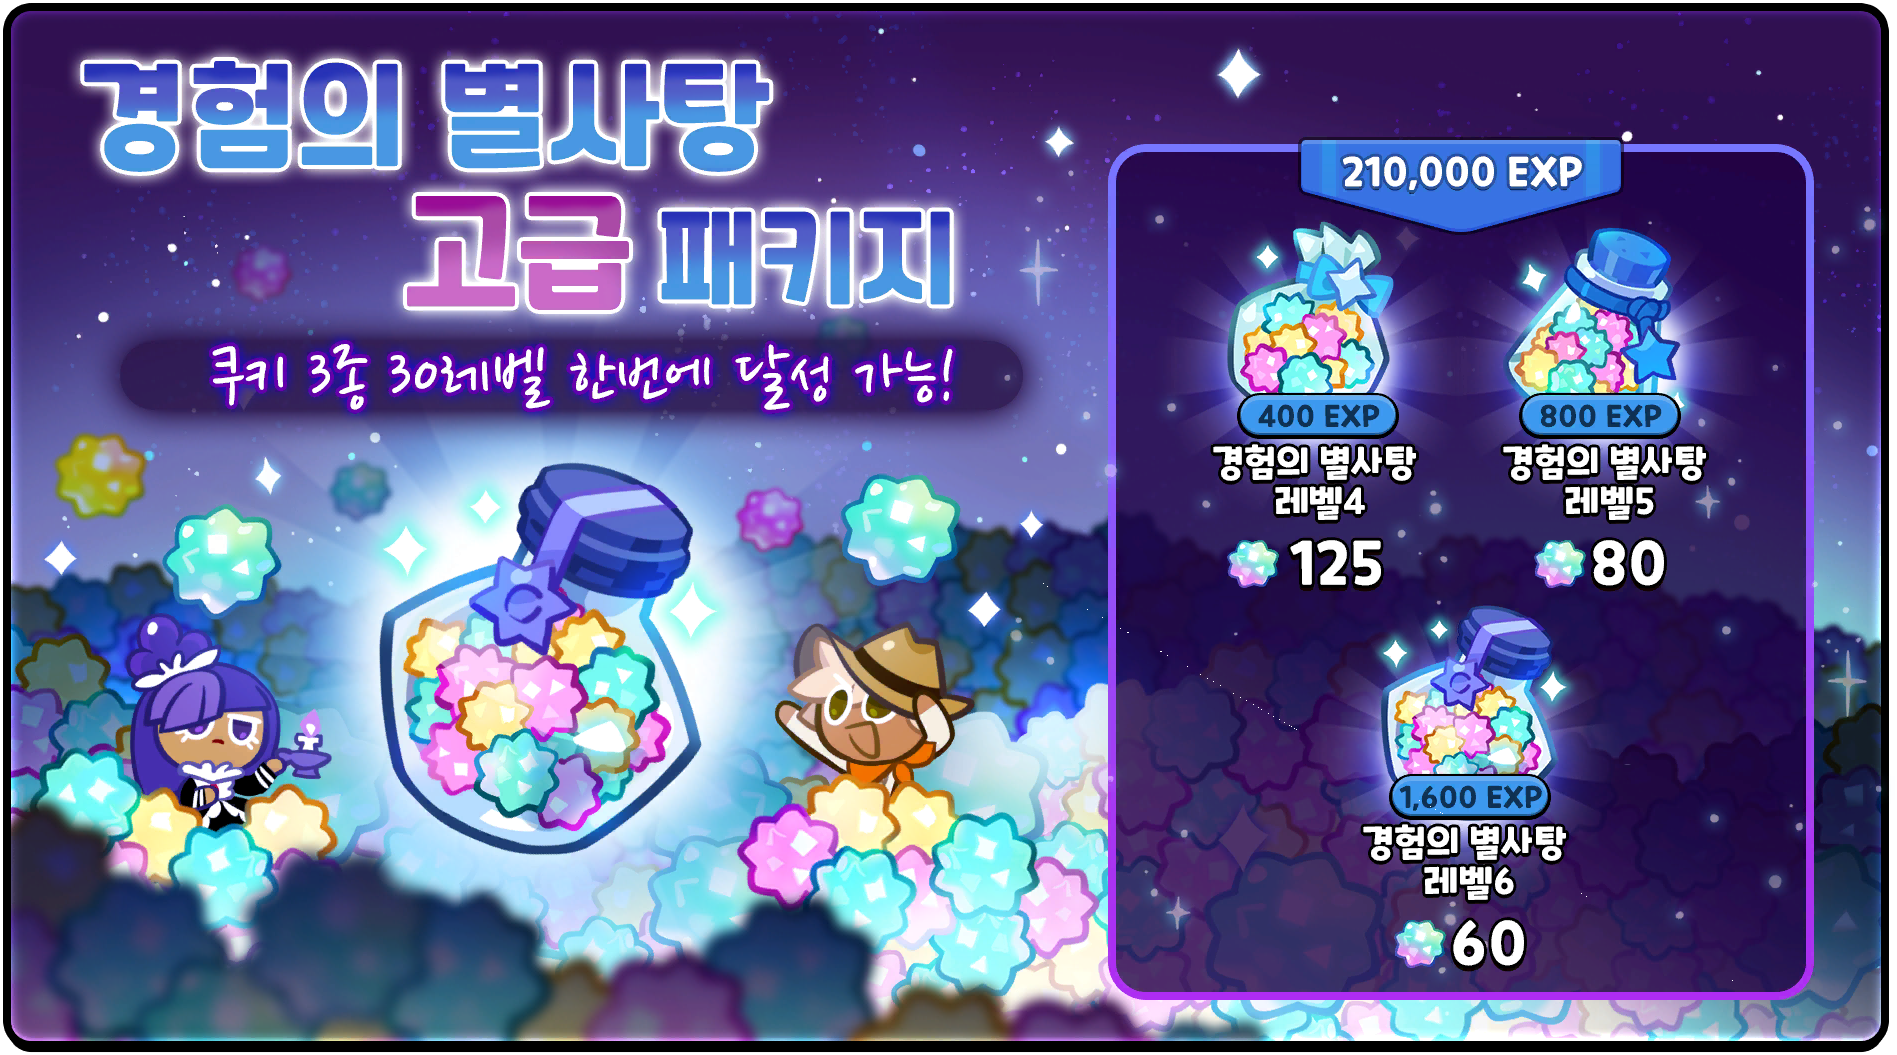 경험의 별사탕
고급 패키지
쿠키 3종 30레벨 한번에 달성 가능!
210,000 EXP
400 EXP
경험의 별사탕
레벨4
125
800 EXP
경험의 별사탕
레벨5
80
1,600 EXP
경험의 별사탕
레벨6
60